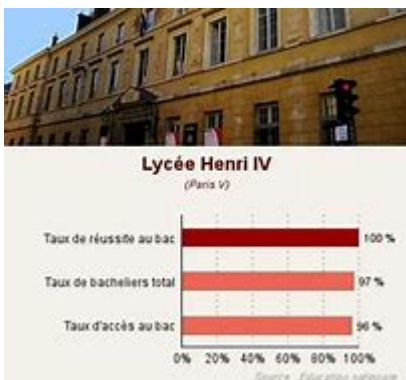 Lycée Henri IV
(Paris V)
Taux de réussite au bac
100 %
Taux de bacheliers total
97 %
Taux d'accès au bac
96 %
0% 20% 40% 60% 80% 100%
Source : Education nationale